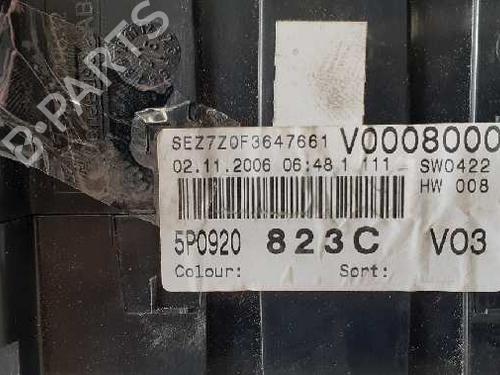 B-PARTS
SEZ7Z0F3647661 V0008000
02.11.2006 06:48 1 111 SW0422
HW 008
5P0920 823C V03
Colour: Sort: